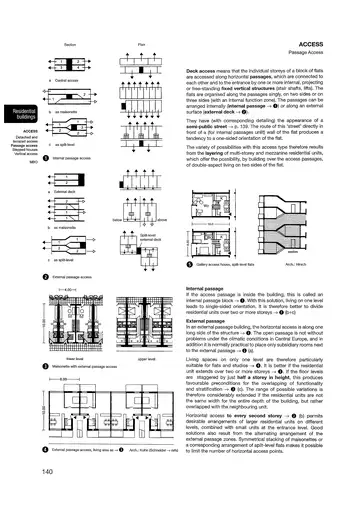 ACCESS
Passage Access
Residential
buildings
ACCESS
Detached and
terraced access
Passage access
Stepped houses
Vertical access
MBO
Section
Plan
a Central access
b as maisonette
c as split-level
1 Internal passage access
a External deck
b as maisonette
below
above
Split-level
external deck
c as split-level
2 External passage access
lower level
upper level
3 Maisonette with external passage access
4 External passage access, living area as → 3
5 Gallery access house, split-level flats
section
Arch.: Hirsch
Deck access means that the individual storeys of a block of flats
are accessed along horizontal passages, which are connected to
each other and to the entrance by one or more internal, projecting
or free-standing fixed vertical structures (stair shafts, lifts). The
flats are organised along the passages singly, on two sides or on
three sides (with an internal function zone). The passages can be
arranged internally (internal passage → 1) or along an external
surface (external deck → 2).
They have (with corresponding detailing) the appearance of a
semi-public street → p. 139. The route of this 'street' directly in
front of a (for internal passages unit) wall of the flat produces a
tendency to a one-sided orientation of the flat.
The variety of possibilities with this access type therefore results
from the layering of multi-storey and mezzanine residential units,
which offer the possibility, by building over the access passages,
of double-aspect living on two sides of the flat.
Internal passage
If the access passage is inside the building, this is called an
internal passage block → 1. With this solution, living on one level
leads to single-sided orientation. It is therefore better to divide
residential units over two or more storeys → 1 (b+c)
External passage
In an external passage building, the horizontal access is along one
long side of the structure → 2. The open passage is not without
problems under the climatic conditions in Central Europe, and in
addition it is normally practical to place only subsidiary rooms next
to the external passage → 2 (a).
Living spaces on only one level are therefore particularly
suitable for flats and studios → 4. It is better if the residential
unit extends over two or more storeys → 3. If the floor levels
are staggered by just half a storey in height, this produces
favourable preconditions for the overlapping of functionality
and stratification → 2 (c). The range of possible variations is
therefore considerably extended if the residential units are not
the same width for the entire depth of the building, but rather
overlapped with the neighbouring unit.
Horizontal access to every second storey → 2 (b) permits
desirable arrangements of larger residential units on different
levels, combined with small units at the entrance level. Good
solutions also result from the alternating arrangement of the
external passage zones. Symmetrical stacking of maisonettes or
a corresponding arrangement of split-level flats makes it possible
to limit the number of horizontal access points.
140